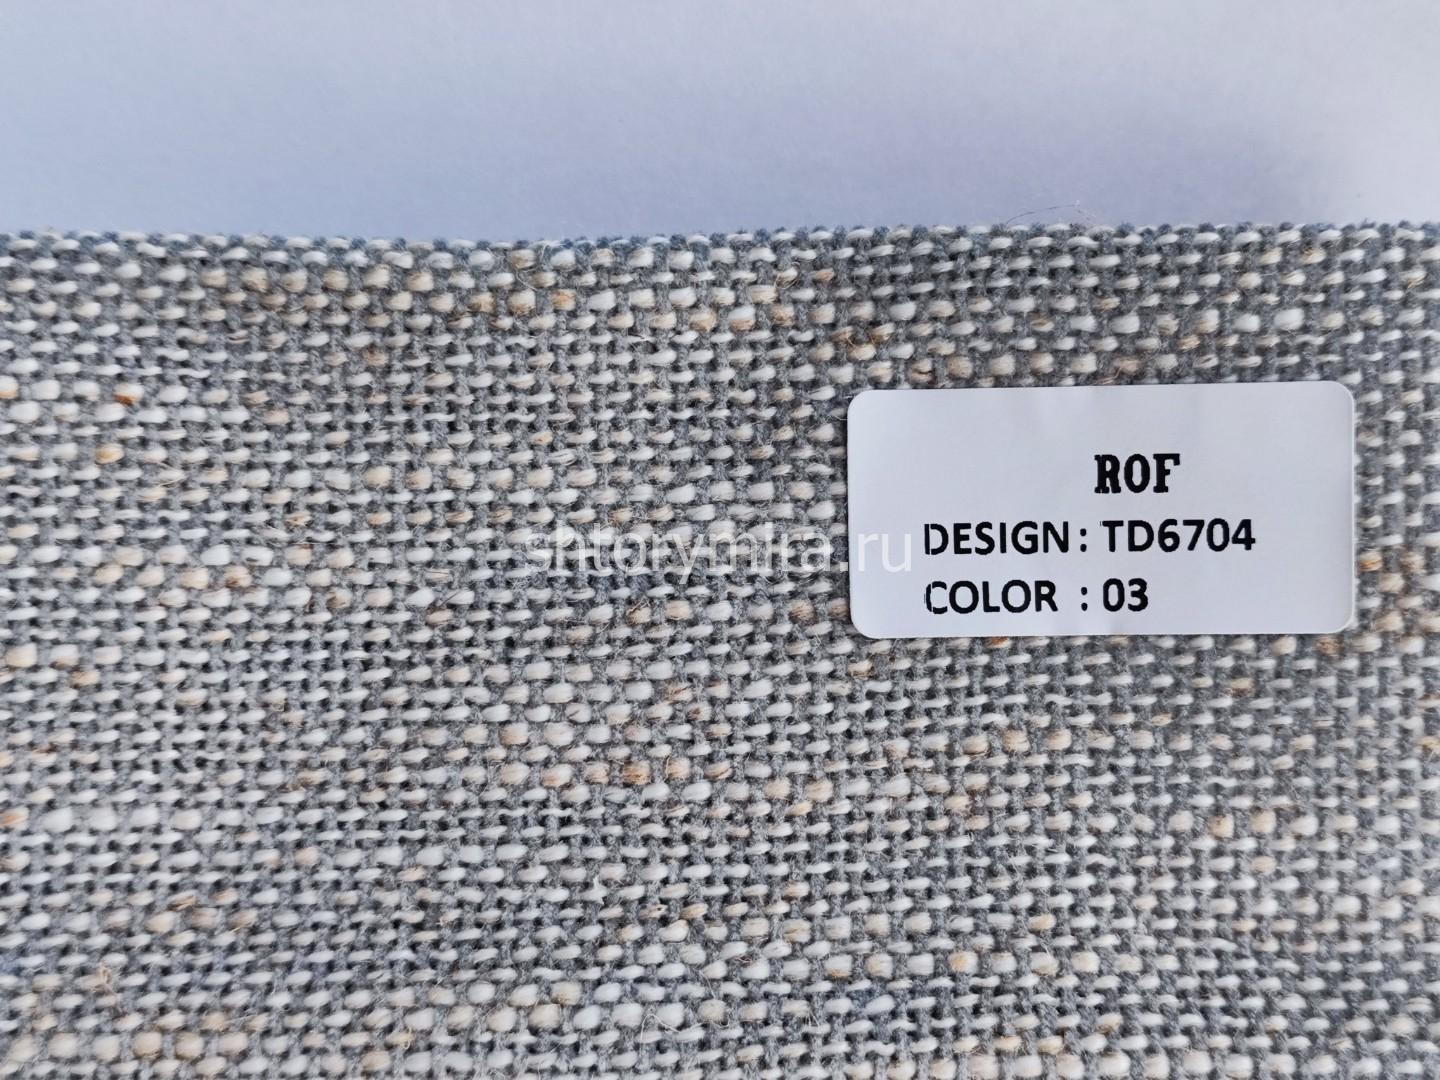 ROF
shtorymira.ru
DESIGN: TD6704
COLOR : 03